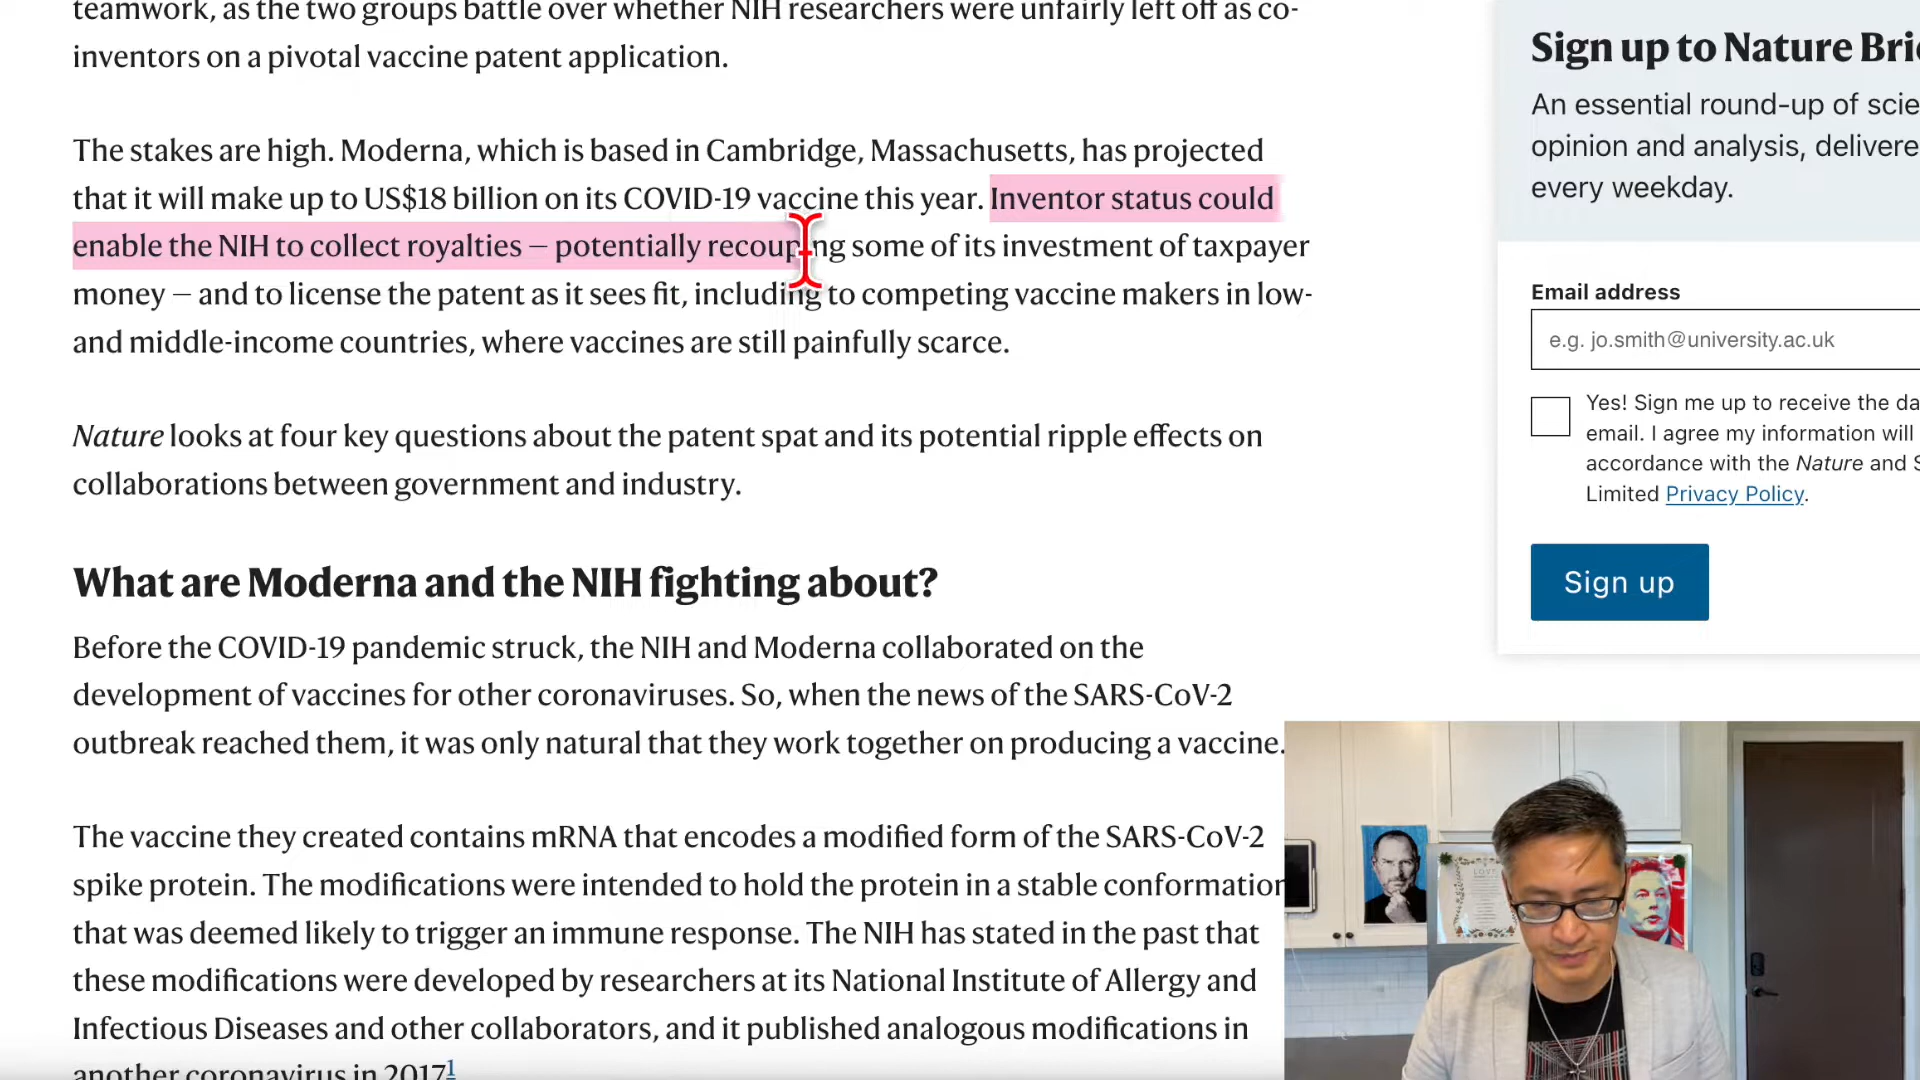 teamwork, as the two groups battle over whether NIH researchers were unfairly left off as co-
inventors on a pivotal vaccine patent application.
The stakes are high. Moderna, which is based in Cambridge, Massachusetts, has projected
that it will make up to US$18 billion on its COVID-19 vaccine this year. Inventor status could
enable the NIH to collect royalties — potentially recouping some of its investment of taxpayer
money — and to license the patent as it sees fit, including to competing vaccine makers in low-
and middle-income countries, where vaccines are still painfully scarce.
Nature looks at four key questions about the patent spat and its potential ripple effects on
collaborations between government and industry.
What are Moderna and the NIH fighting about?
Before the COVID-19 pandemic struck, the NIH and Moderna collaborated on the
development of vaccines for other coronaviruses. So, when the news of the SARS-CoV-2
outbreak reached them, it was only natural that they work together on producing a vaccine.
The vaccine they created contains mRNA that encodes a modified form of the SARS-CoV-2
spike protein. The modifications were intended to hold the protein in a stable conformation
that was deemed likely to trigger an immune response. The NIH has stated in the past that
these modifications were developed by researchers at its National Institute of Allergy and
Infectious Diseases and other collaborators, and it published analogous modifications in
another coronavirus in 2017¹
Sign up to Nature Brie
An essential round-up of scie
opinion and analysis, delivere
every weekday.
Email address
e.g. jo.smith@university.ac.uk
Yes! Sign me up to receive the da
email. I agree my information will
accordance with the Nature and S
Limited Privacy Policy.
Sign up
LOVE